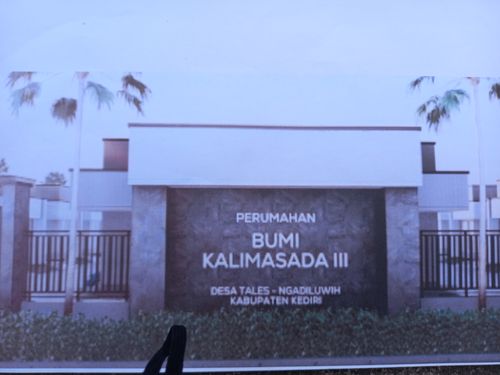 PERUMAHAN
BUMI
KALIMASADA III
DESA TALES - NGADILUWIH
KABUPATEN KEDIRI